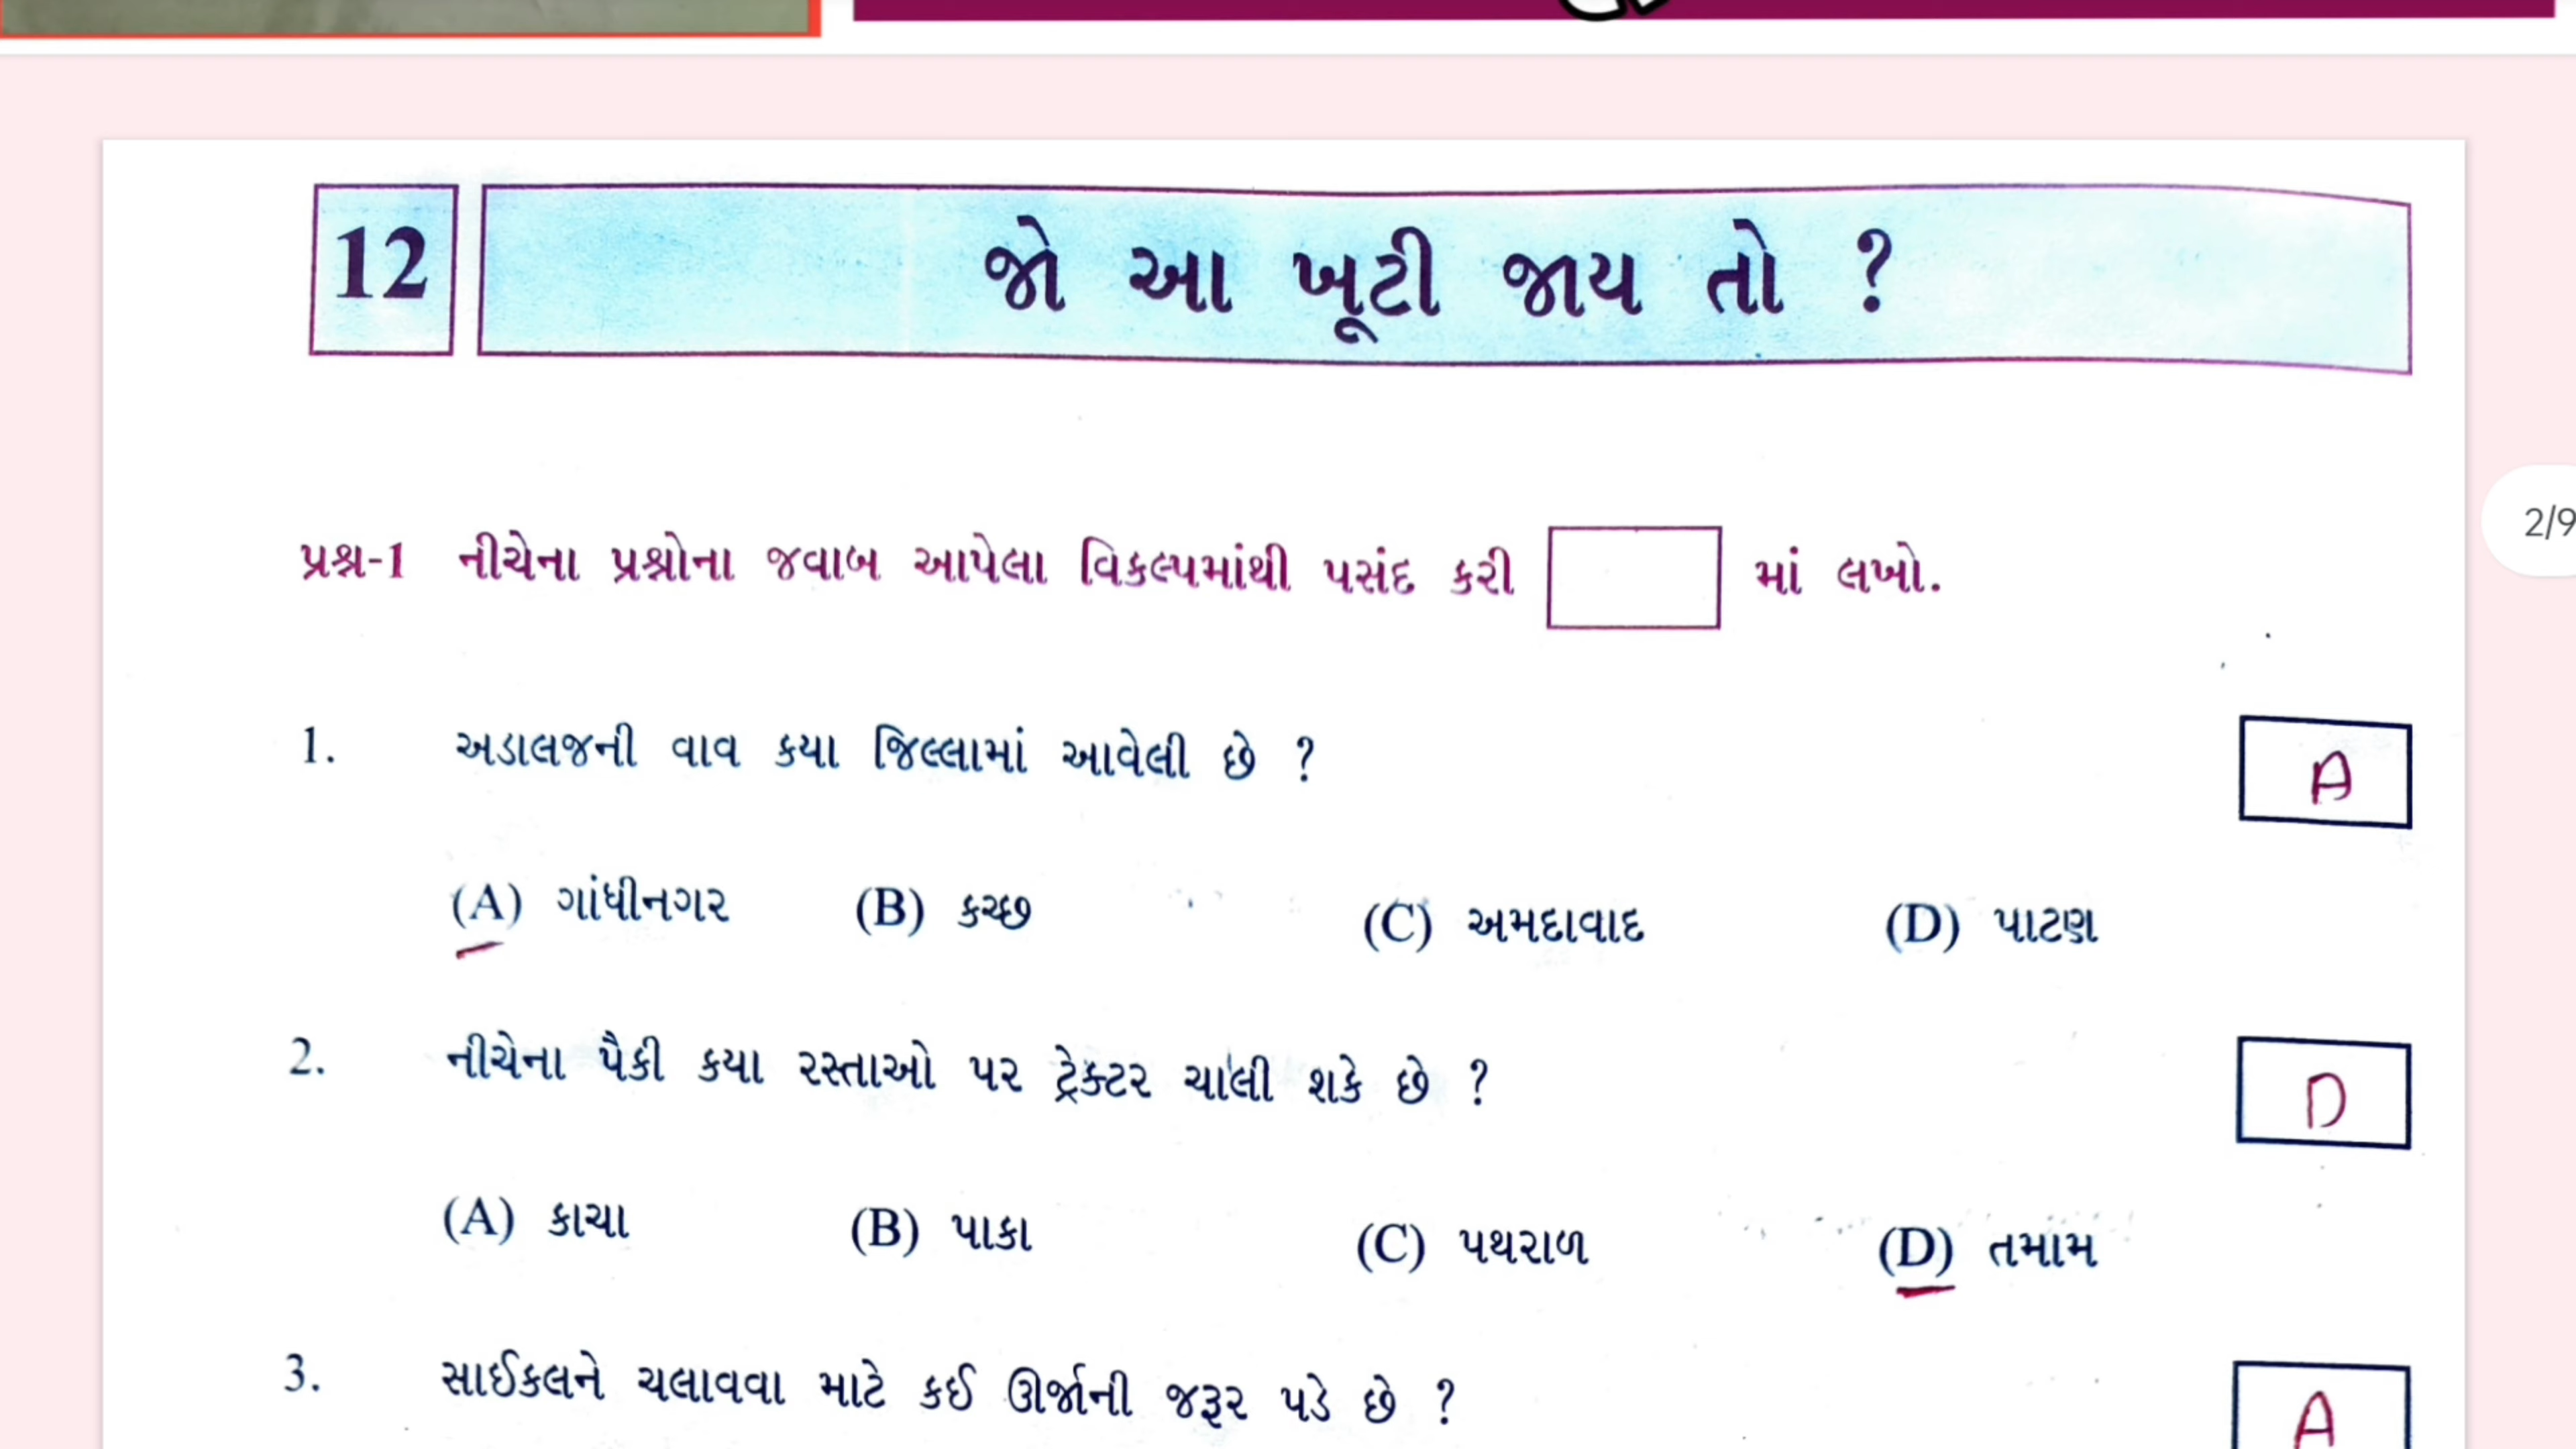 12 જો આ ખૂટી જાય તો ?
પ્રશ્ન-1 નીચેના પ્રશ્નોના જવાબ આપેલા વિકલ્પમાંથી પસંદ કરી માં લખો.
2/9
1. અડાલજની વાવ કયા જિલ્લામાં આવેલી છે ? A
(A) ગાંધીનગર (B) કચ્છ (C) અમદાવાદ (D) પાટણ
2. નીચેના પૈકી કયા રસ્તાઓ પર ટ્રેક્ટર ચાલી શકે છે ? D
(A) કાચા (B) પાકા (C) પથરાળ (D) તમામ
3. સાઈકલને ચલાવવા માટે કઈ ઊર્જાની જરૂર પડે છે ? A